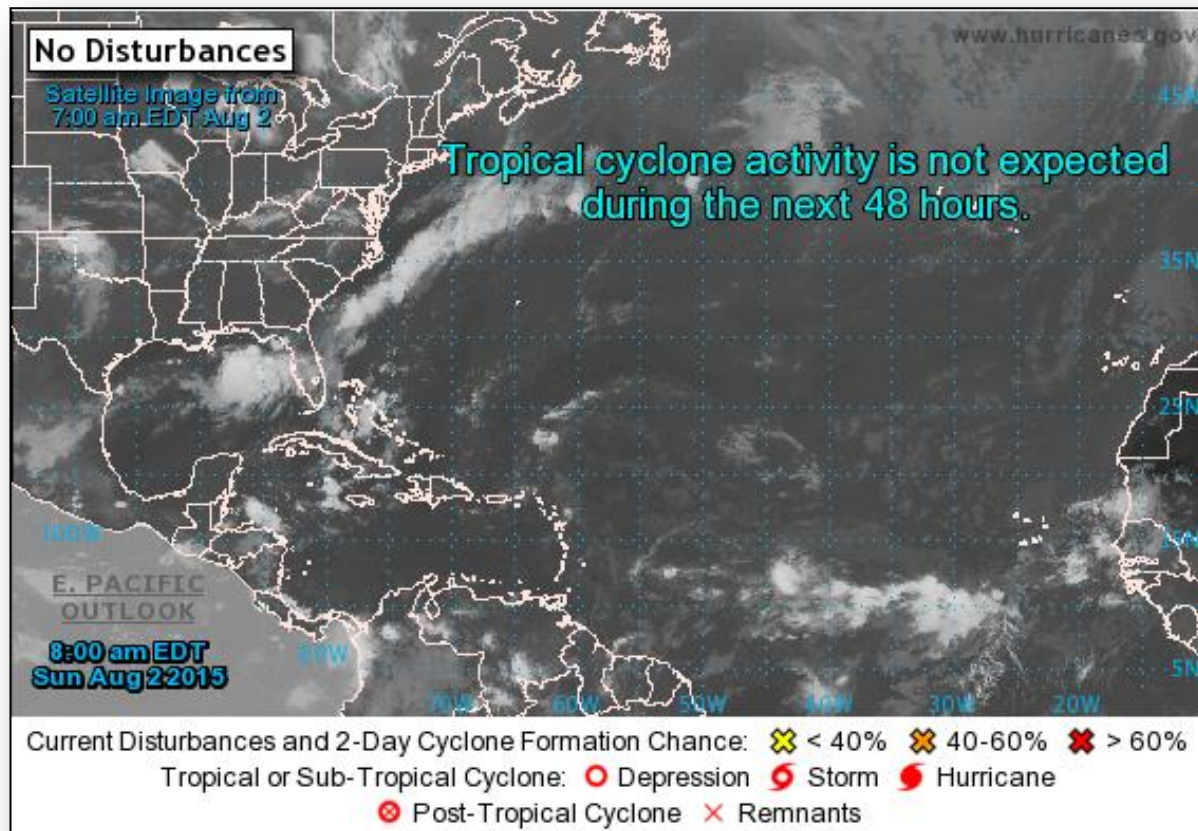 No Disturbances
www.hurricanes.gov
Satellite Image from
7:00 am EDT Aug 2
45N
Tropical cyclone activity is not expected
during the next 48 hours.
35N
25N
100W
15N
E. PACIFIC
OUTLOOK
8:00 am EDT
Sun Aug 2 2015
80W
5N
70W 60W 50W 40W 30W 20W
Current Disturbances and 2-Day Cyclone Formation Chance: < 40% 40-60% > 60%
Tropical or Sub-Tropical Cyclone: Depression Storm Hurricane
Post-Tropical Cyclone Remnants